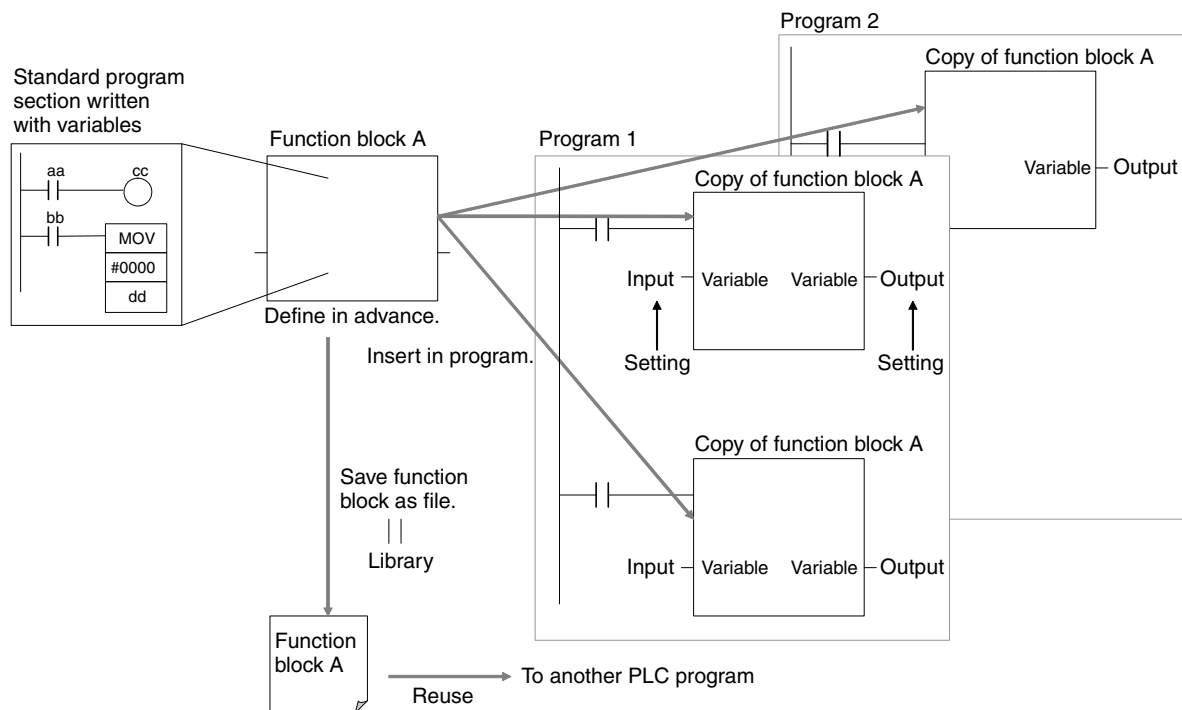 Program 2
Copy of function block A
Variable
Output
Standard program
section written
with variables
aa
cc
bb
MOV
#0000
dd
Function block A
Define in advance.
Insert in program.
Program 1
Copy of function block A
Input
Variable
Variable
Output
Setting
Setting
Copy of function block A
Input
Variable
Variable
Output
Save function
block as file.
Library
Function
block A
Reuse
To another PLC program